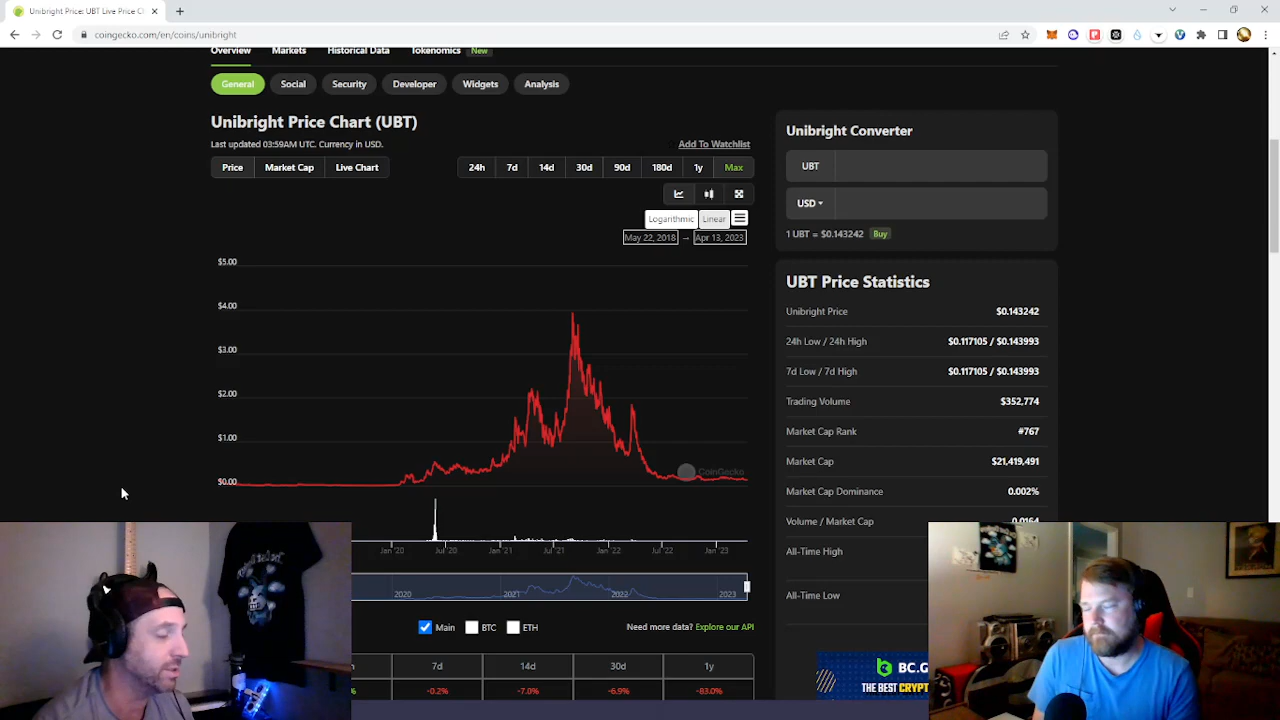 Unibright Price: UBT Live Price Cl
coingecko.com/en/coins/unibright
Overview Markets Historical Data Tokenomics New
General Social Security Developer Widgets Analysis
Unibright Price Chart (UBT)
Last updated 03:59AM UTC. Currency in USD.
Add To Watchlist
Price Market Cap Live Chart
24h 7d 14d 30d 90d 180d 1y Max
Logarithmic Linear
May 22, 2018 → Apr 13, 2023
$5.00
$4.00
$3.00
$2.00
$1.00
$0.00
CoinGecko
Jan '20 Jul '20 Jan '21 Jul '21 Jan '22 Jul '22 Jan '23
2020 2021 2022 2023
Main BTC ETH
Need more data? Explore our API
7d 14d 30d 1y
% -0.2% -7.0% -6.9% -83.0%
Unibright Converter
UBT
USD
1 UBT = $0.143242 Buy
UBT Price Statistics
Unibright Price $0.143242
24h Low / 24h High $0.117105 / $0.143993
7d Low / 7d High $0.117105 / $0.143993
Trading Volume $352,774
Market Cap Rank #767
Market Cap $21,419,491
Market Cap Dominance 0.002%
Volume / Market Cap 0.0164
All-Time High
All-Time Low
BC.G
THE BEST CRYPT